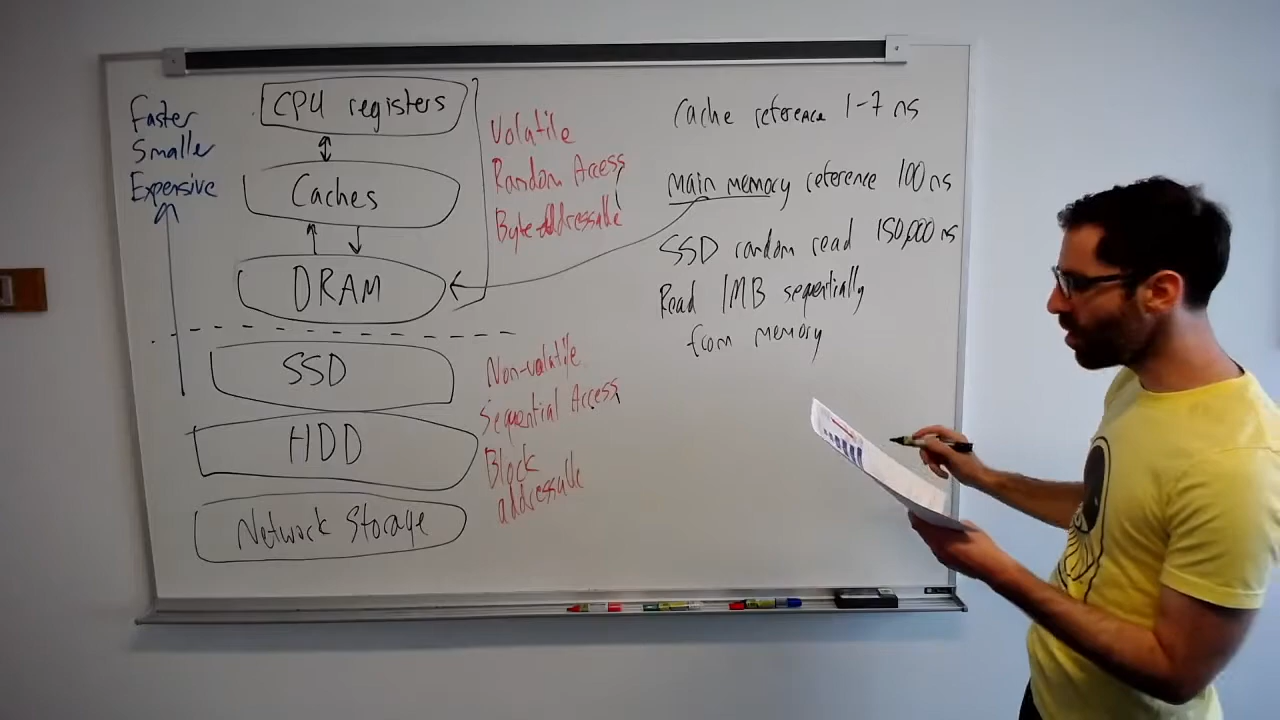 Faster
Smaller
Expensive
CPU registers
Caches
DRAM
SSD
HDD
Network Storage
Volatile
Random Access
Byte-addressable
Non-volatile
Sequential Access
Block
addressable
Cache reference 1-7 ns
main memory reference 100 ns
SSD random read 150,000 ns
Read 1MB sequentially
from memory